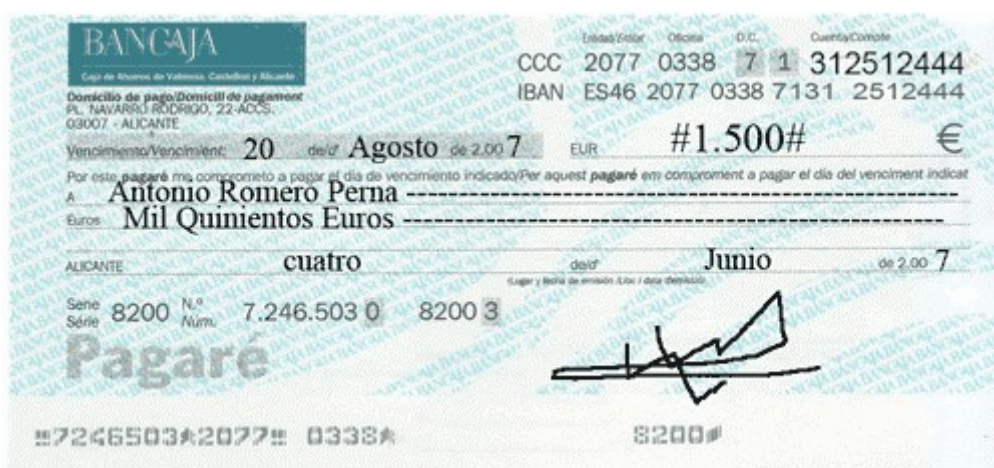 BANCAJA
Caja de Ahorros de Valencia, Castellón y Alicante
Entidad/Entitat Oficina D.C. Cuenta/Compte
CCC 2077 0338 7 1 312512444
IBAN ES46 2077 0338 7131 2512444
Domicilio de pago/Domicili de pagament
PL. NAVARRO RODRIGO, 22-ACCS.
03007 - ALICANTE
Vencimiento/Venciment: 20 de/d' Agosto de 2.00 7 EUR #1.500# €
Por este pagaré me comprometo a pagar el día de vencimiento indicado/Per aquest pagaré em compromet a pagar el dia del venciment indicat
A Antonio Romero Perna --------------------------------------------------------
Euros Mil Quinientos Euros -------------------------------------------------------
ALICANTE cuatro de/d' Junio de 2.00 7
(Lugar y fecha de emisión /Lloc i data d'emissió)
Serie Sèrie 8200 N.º Núm. 7.246.503 0 8200 3
Pagaré
7246503 2077 0338 8200